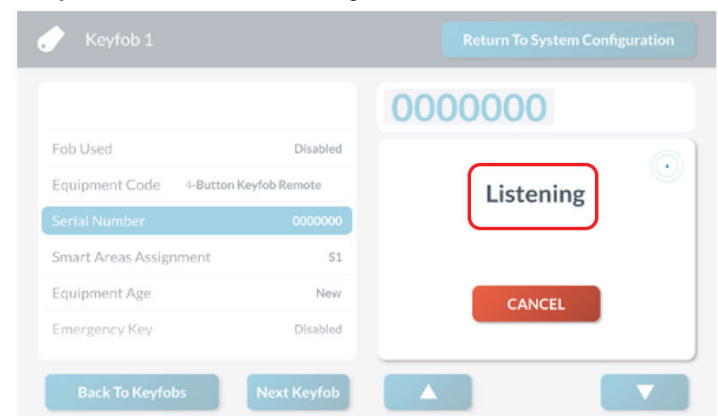 Keyfob 1
Return To System Configuration
0000000
Fob Used Disabled
Equipment Code 4-Button Keyfob Remote
Serial Number 0000000
Smart Areas Assignment S1
Equipment Age New
Emergency Key Disabled
Listening
CANCEL
Back To Keyfobs
Next Keyfob